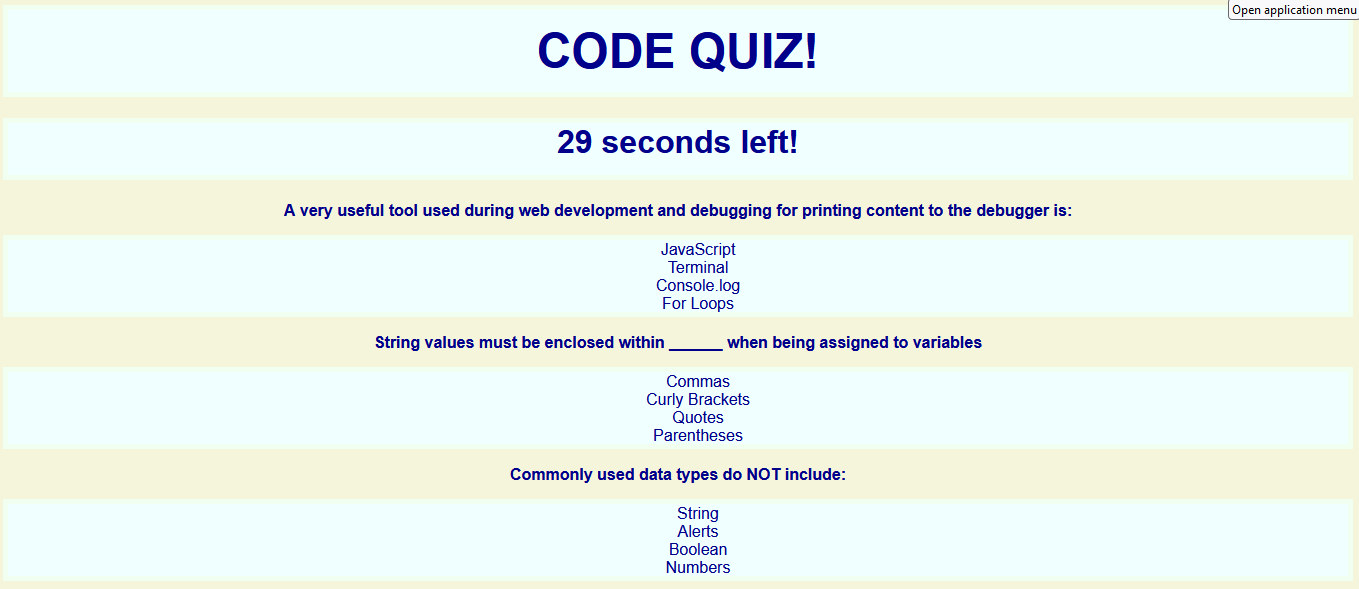 Open application menu
CODE QUIZ!
29 seconds left!
A very useful tool used during web development and debugging for printing content to the debugger is:
JavaScript
Terminal
Console.log
For Loops
String values must be enclosed within ______ when being assigned to variables
Commas
Curly Brackets
Quotes
Parentheses
Commonly used data types do NOT include:
String
Alerts
Boolean
Numbers